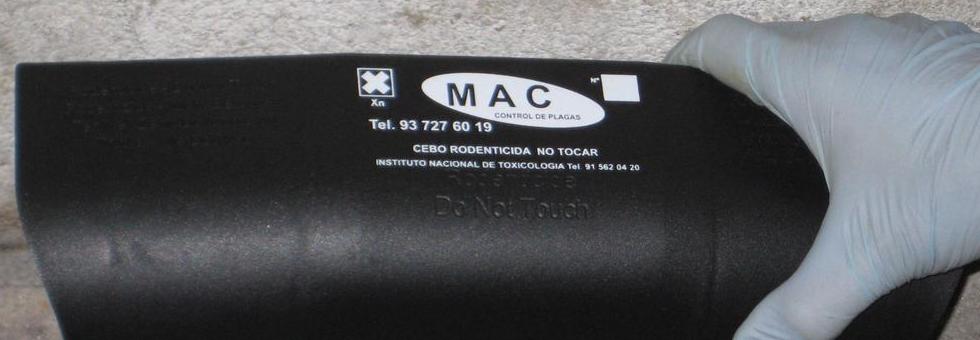 Xn
MAC
Nº
CONTROL DE PLAGAS
Tel. 93 727 60 19
CEBO RODENTICIDA NO TOCAR
INSTITUTO NACIONAL DE TOXICOLOGIA Tel 91 562 04 20
Do Not Touch